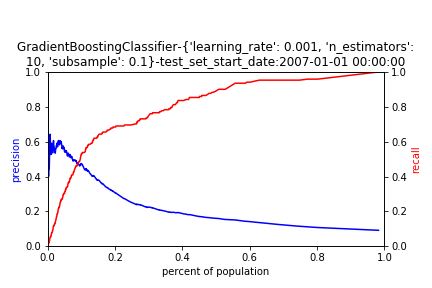 GradientBoostingClassifier-{'learning_rate': 0.001, 'n_estimators':
10, 'subsample': 0.1}-test_set_start_date:2007-01-01 00:00:00
1.0
0.8
0.6
0.4
0.2
0.0
precision
1.0
0.8
0.6
0.4
0.2
0.0
recall
0.0 0.2 0.4 0.6 0.8 1.0
percent of population